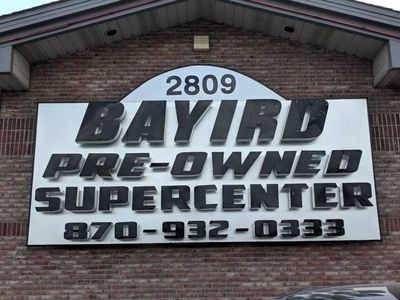 2809
BAYIRD
PRE-OWNED
SUPERCENTER
870-932-0333